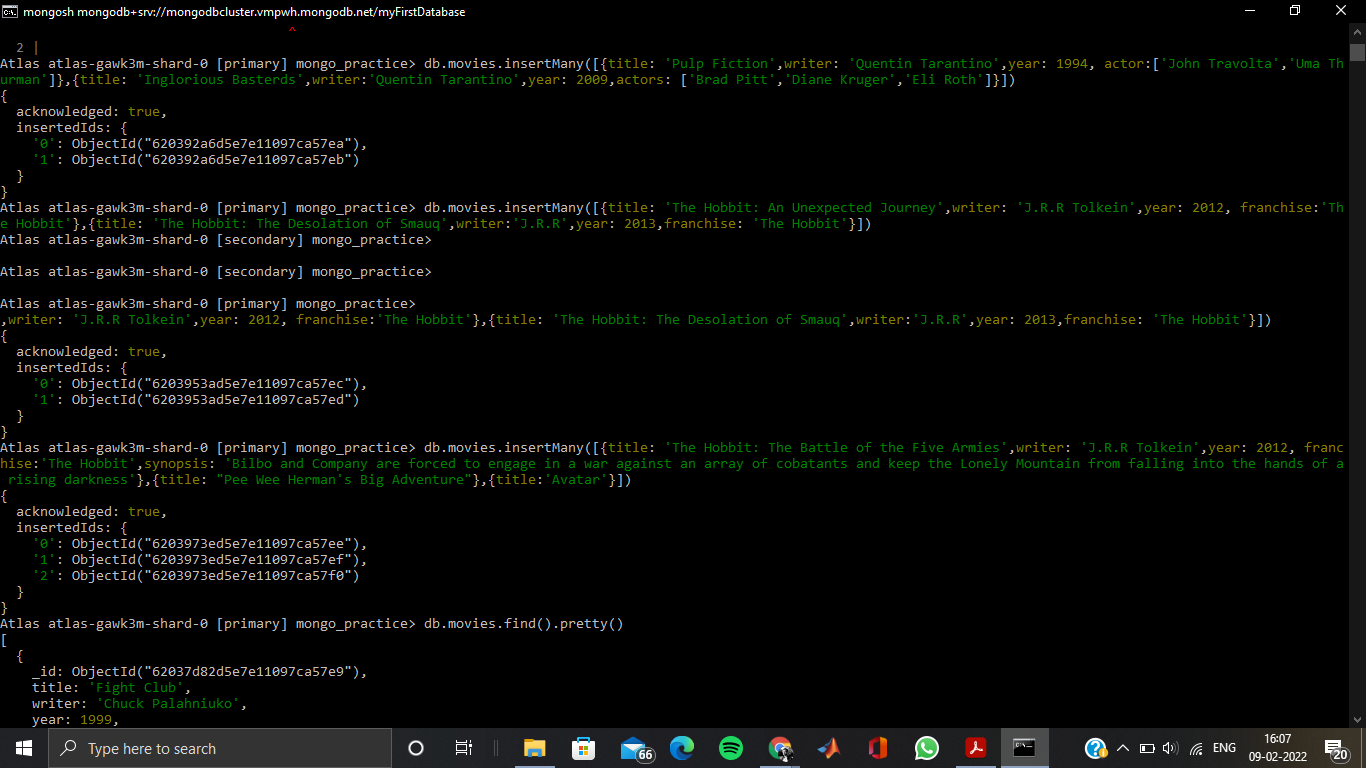 mongosh mongodb+srv://mongodbcluster.vmpwh.mongodb.net/myFirstDatabase
^
2 |
Atlas atlas-gawk3m-shard-0 [primary] mongo_practice> db.movies.insertMany([{title: 'Pulp Fiction',writer: 'Quentin Tarantino',year: 1994, actor:['John Travolta','Uma Th
urman']},{title: 'Inglorious Basterds',writer:'Quentin Tarantino',year: 2009,actors: ['Brad Pitt','Diane Kruger','Eli Roth']}])
{
  acknowledged: true,
  insertedIds: {
    '0': ObjectId("620392a6d5e7e11097ca57ea"),
    '1': ObjectId("620392a6d5e7e11097ca57eb")
  }
}
Atlas atlas-gawk3m-shard-0 [primary] mongo_practice> db.movies.insertMany([{title: 'The Hobbit: An Unexpected Journey',writer: 'J.R.R Tolkein',year: 2012, franchise:'Th
e Hobbit'},{title: 'The Hobbit: The Desolation of Smauq',writer:'J.R.R',year: 2013,franchise: 'The Hobbit'}])
Atlas atlas-gawk3m-shard-0 [secondary] mongo_practice>
Atlas atlas-gawk3m-shard-0 [secondary] mongo_practice>
Atlas atlas-gawk3m-shard-0 [primary] mongo_practice>
,writer: 'J.R.R Tolkein',year: 2012, franchise:'The Hobbit'},{title: 'The Hobbit: The Desolation of Smauq',writer:'J.R.R',year: 2013,franchise: 'The Hobbit'}])
{
  acknowledged: true,
  insertedIds: {
    '0': ObjectId("6203953ad5e7e11097ca57ec"),
    '1': ObjectId("6203953ad5e7e11097ca57ed")
  }
}
Atlas atlas-gawk3m-shard-0 [primary] mongo_practice> db.movies.insertMany([{title: 'The Hobbit: The Battle of the Five Armies',writer: 'J.R.R Tolkein',year: 2012, franc
hise:'The Hobbit',synopsis: 'Bilbo and Company are forced to engage in a war against an array of cobatants and keep the Lonely Mountain from falling into the hands of a
 rising darkness'},{title: "Pee Wee Herman's Big Adventure"},{title:'Avatar'}])
{
  acknowledged: true,
  insertedIds: {
    '0': ObjectId("6203973ed5e7e11097ca57ee"),
    '1': ObjectId("6203973ed5e7e11097ca57ef"),
    '2': ObjectId("6203973ed5e7e11097ca57f0")
  }
}
Atlas atlas-gawk3m-shard-0 [primary] mongo_practice> db.movies.find().pretty()
[
  {
    _id: ObjectId("62037d82d5e7e11097ca57e9"),
    title: 'Fight Club',
    writer: 'Chuck Palahniuko',
    year: 1999,
Type here to search
66
ENG
16:07
09-02-2022
20